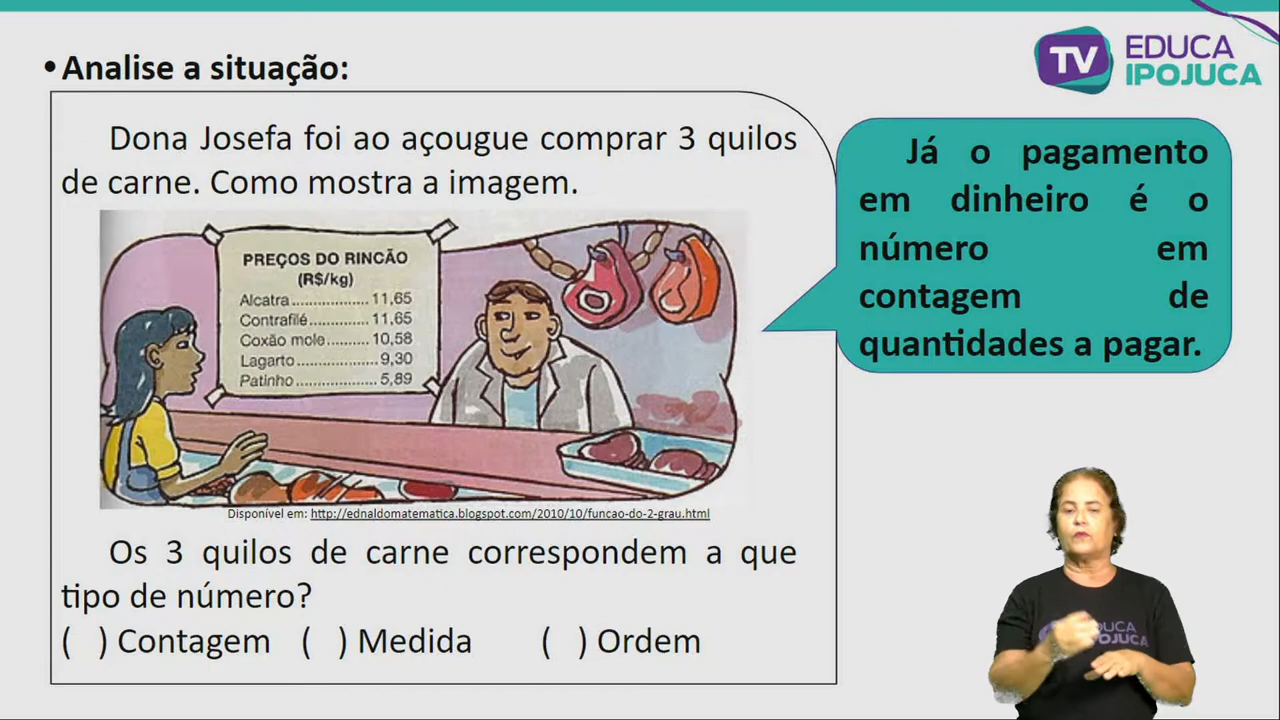 • Analise a situação:
TV EDUCA
IPOJUCA
Dona Josefa foi ao açougue comprar 3 quilos
de carne. Como mostra a imagem.
PREÇOS DO RINCÃO
(R$/kg)
Alcatra.................. 11,65
Contrafilé............... 11,65
Coxão mole.......... 10,58
Lagarto.................. 9,30
Patinho.................. 5,89
Disponível em: http://ednaldomatematica.blogspot.com/2010/10/funcao-do-2-grau.html
Os 3 quilos de carne correspondem a que
tipo de número?
( ) Contagem ( ) Medida ( ) Ordem
Já o pagamento
em dinheiro é o
número em
contagem de
quantidades a pagar.